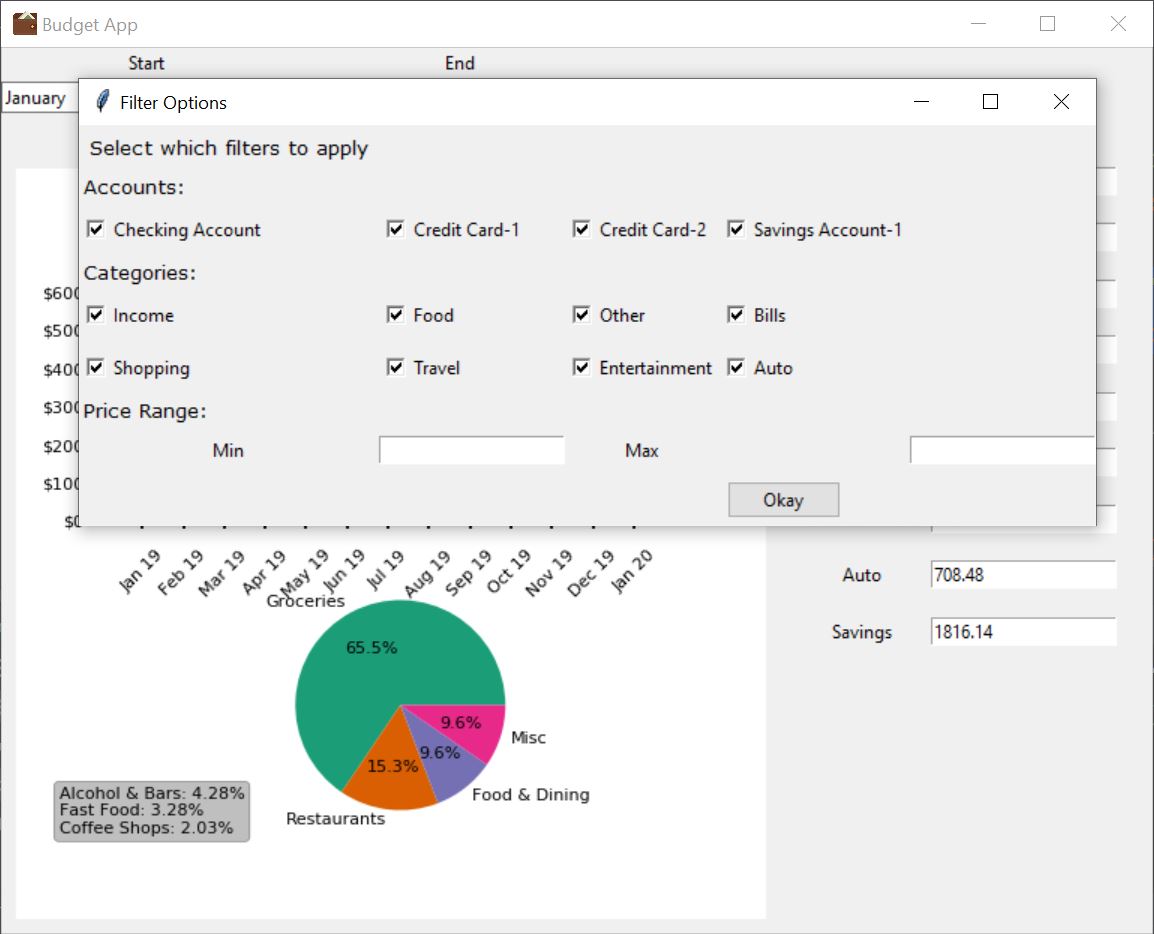 Budget App
Start End
January
Filter Options
Select which filters to apply
Accounts:
Checking Account Credit Card-1 Credit Card-2 Savings Account-1
Categories:
Income Food Other Bills
Shopping Travel Entertainment Auto
Price Range:
Min Max
Okay
$600
$500
$400
$300
$200
$100
$0
Jan 19 Feb 19 Mar 19 Apr 19 May 19 Jun 19 Jul 19 Aug 19 Sep 19 Oct 19 Nov 19 Dec 19 Jan 20
Auto 708.48
Savings 1816.14
Groceries
65.5%
9.6%
Misc
9.6%
15.3%
Food & Dining
Restaurants
Alcohol & Bars: 4.28%
Fast Food: 3.28%
Coffee Shops: 2.03%